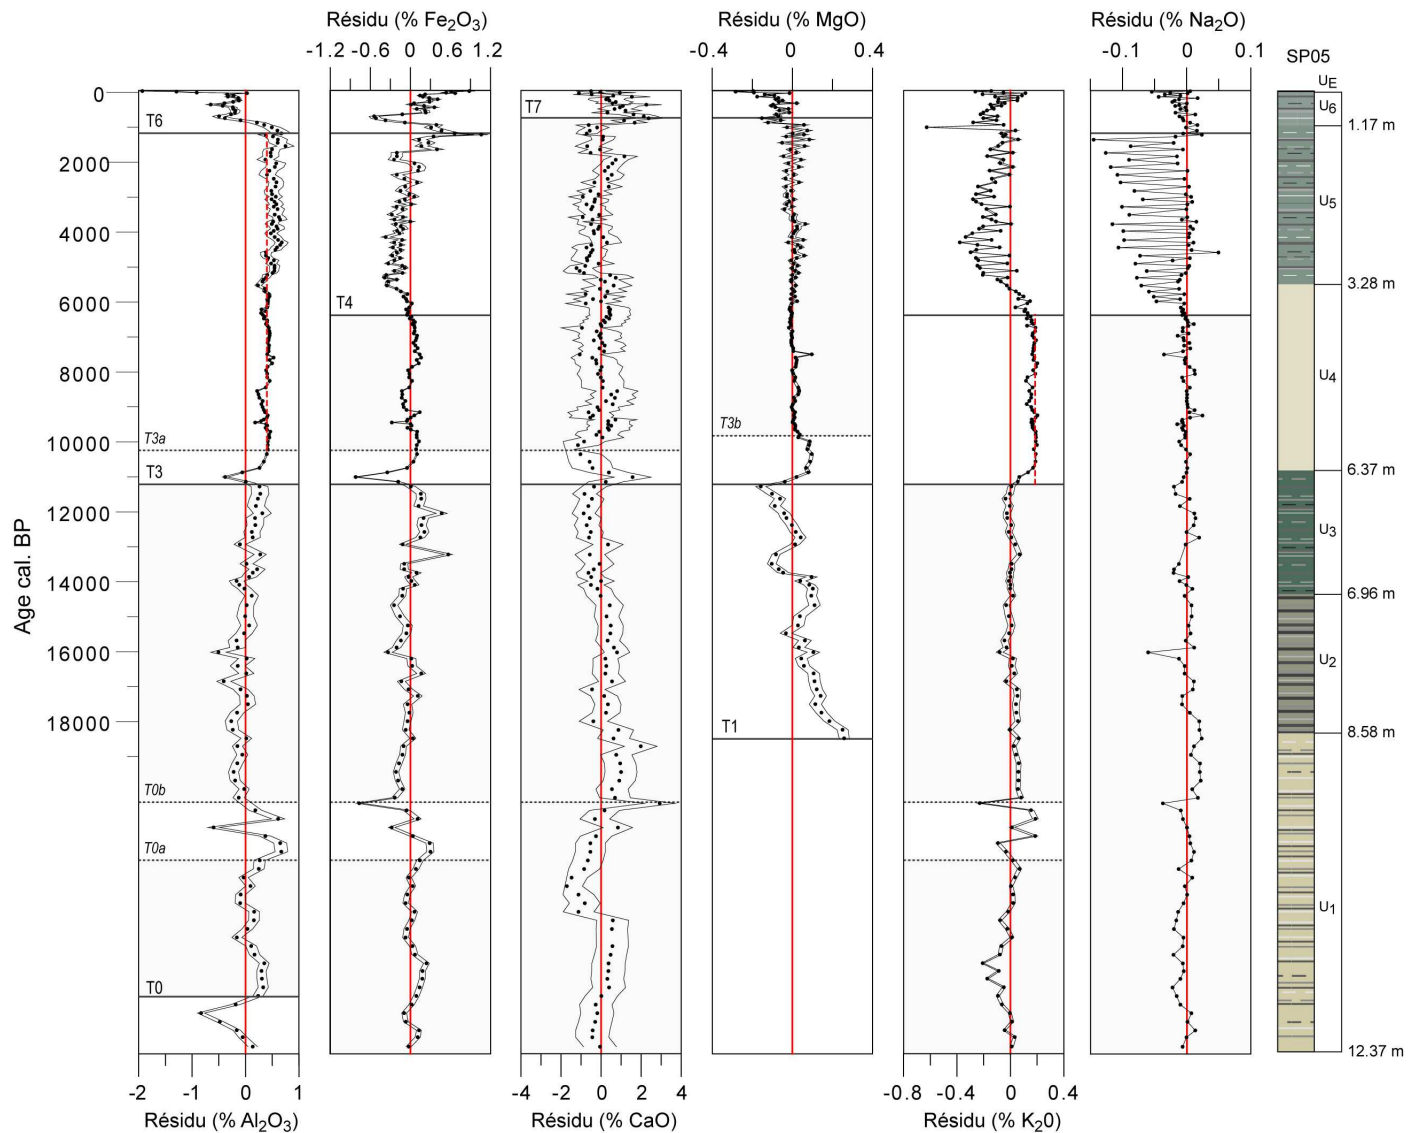 Résidu (% Fe₂O₃)
Résidu (% MgO)
Résidu (% Na₂O)
-1.2 -0.6 0 0.6 1.2
-0.4 0 0.4
-0.1 0 0.1
SP05
UE
0
T6
T7
U6
1.17 m
2000
U5
4000
3.28 m
6000
T4
8000
U4
T3a
T3b
10000
T3
6.37 m
12000
U3
14000
6.96 m
16000
U2
18000
T1
8.58 m
T0b
T0a
U1
T0
12.37 m
Age cal. BP
-2 -1 0 1
-4 -2 0 2 4
-0.8 -0.4 0 0.4
Résidu (% Al₂O₃)
Résidu (% CaO)
Résidu (% K₂0)